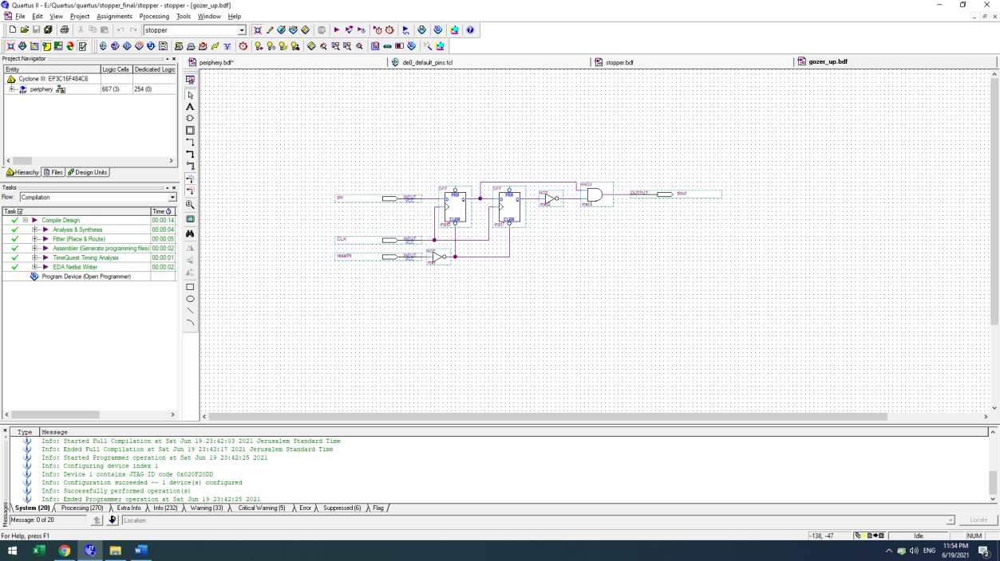 Quartus II - E:/Quartus/quartus/stopper_final/stopper - stopper - [gozer_up.bdf]
File Edit View Project Assignments Processing Tools Window Help
stopper
Project Navigator
Entity Logic Cells Dedicated Logic
Cyclone III: EP3C16F484C6
periphery 667 (3) 254 (0)
Hierarchy Files Design Units
Tasks
Flow: Compilation
Task Time
Compile Design 00:00:14
Analysis & Synthesis 00:00:04
Fitter (Place & Route) 00:00:05
Assembler (Generate programming files) 00:00:02
TimeQuest Timing Analysis 00:00:01
EDA Netlist Writer 00:00:02
Program Device (Open Programmer)
periphery.bdf* de0_default_pins.tcl stopper.bdf gozer_up.bdf
DFF DFF AND2
PRN PRN NOT
din INPUT VCC D Q D Q OUTPUT dout
inst2 inst3
CLRN CLRN
inst6 inst7
CLK INPUT VCC
NOT
resetN INPUT VCC
inst
Type Message
Info: Started Full Compilation at Sat Jun 19 23:42:03 2021 Jerusalem Standard Time
Info: Ended Full Compilation at Sat Jun 19 23:42:17 2021 Jerusalem Standard Time
Info: Started Programmer operation at Sat Jun 19 23:42:25 2021
Info: Configuring device index 1
Info: Device 1 contains JTAG ID code 0x020F20DD
Info: Configuration succeeded -- 1 device(s) configured
Info: Successfully performed operation(s)
Info: Ended Programmer operation at Sat Jun 19 23:42:25 2021
System (20) Processing (270) Extra Info Info (232) Warning (33) Critical Warning (5) Error Suppressed (6) Flag
Messages
Message: 0 of 20 Location: Locate
For Help, press F1 -138, -47 Idle NUM
ENG 11:54 PM
6/19/2021 2